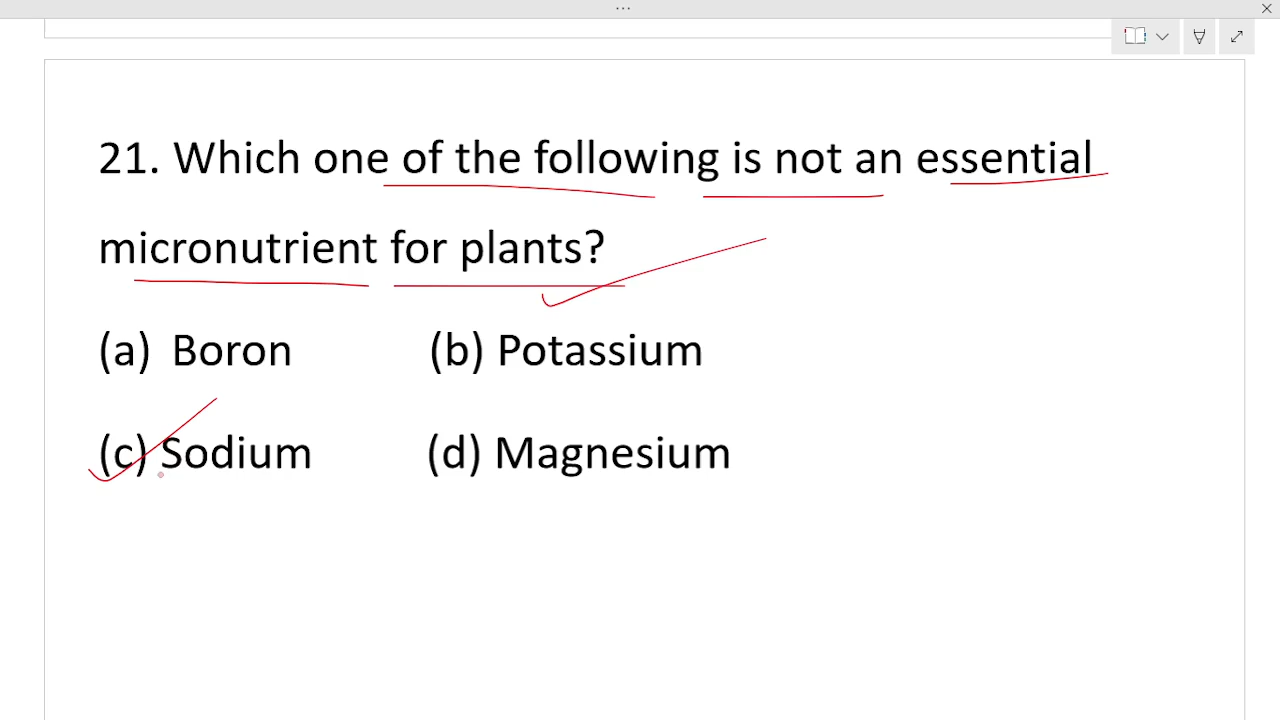 21. Which one of the following is not an essential
micronutrient for plants?
(a) Boron (b) Potassium
(c) Sodium (d) Magnesium